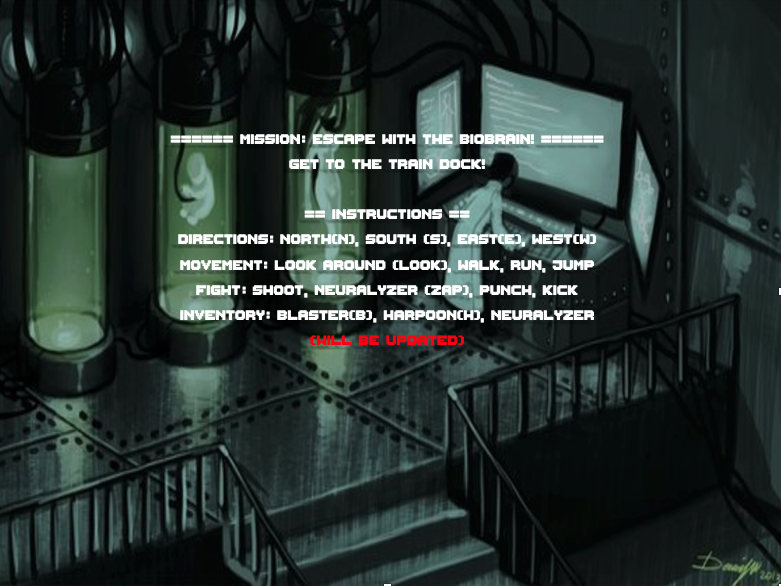 ====== MISSION: ESCAPE WITH THE BIOBRAIN! ======
GET TO THE TRAIN DOCK!
== INSTRUCTIONS ==
DIRECTIONS: NORTH(N), SOUTH (S), EAST(E), WEST(W)
MOVEMENT: LOOK AROUND (LOOK), WALK, RUN, JUMP
FIGHT: SHOOT, NEURALYZER (ZAP), PUNCH, KICK
INVENTORY: BLASTER(B), HARPOON(H), NEURALYZER
(WILL BE UPDATED)